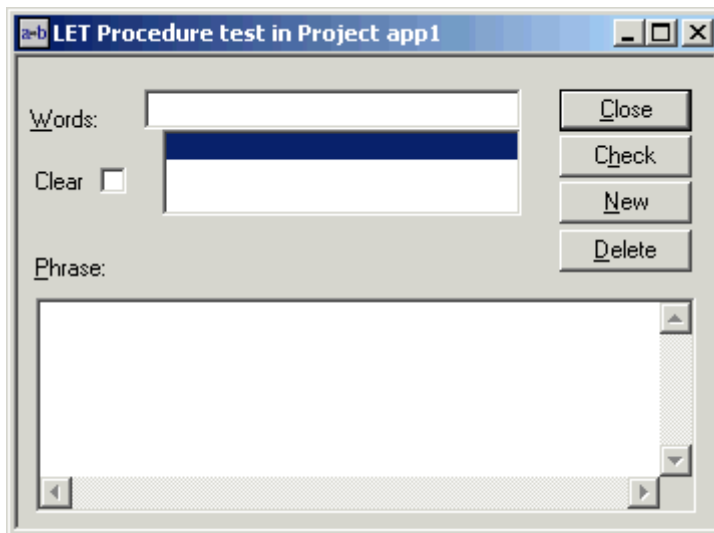 a=b LET Procedure test in Project app1
Words:
Close
Check
Clear
New
Delete
Phrase: